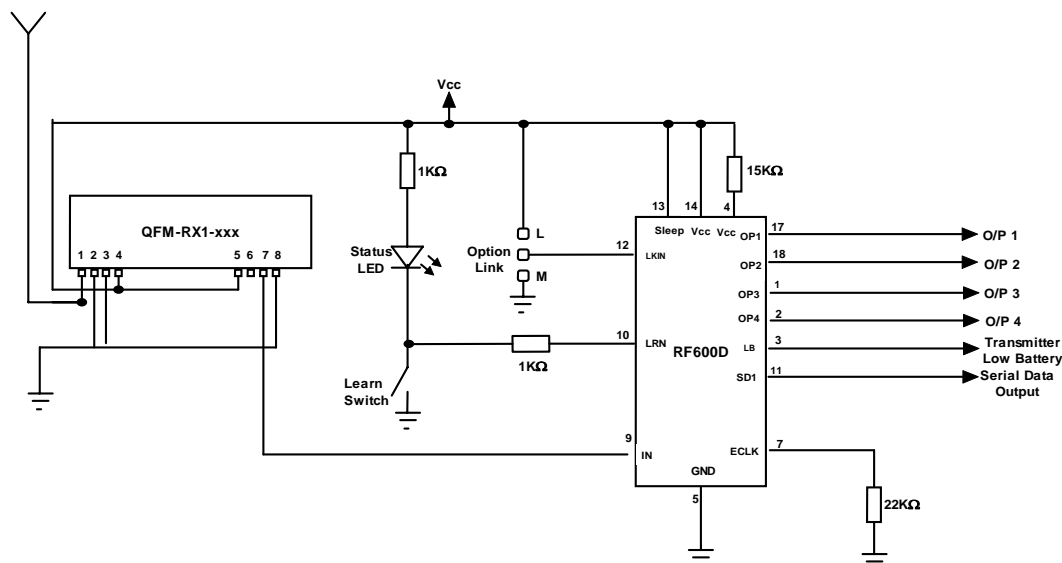 Vcc
1KΩ
15KΩ
QFM-RX1-xxx
1 2 3 4 5 6 7 8
Status
LED
Option
Link
L
M
13 14 4
Sleep Vcc Vcc
12 LKIN
10 LRN
1KΩ
RF600D
Learn
Switch
9 IN
GND
5
OP1 17 O/P 1
OP2 18 O/P 2
OP3 1 O/P 3
OP4 2 O/P 4
LB 3 Transmitter
Low Battery
SD1 11 Serial Data
Output
ECLK 7
22KΩ